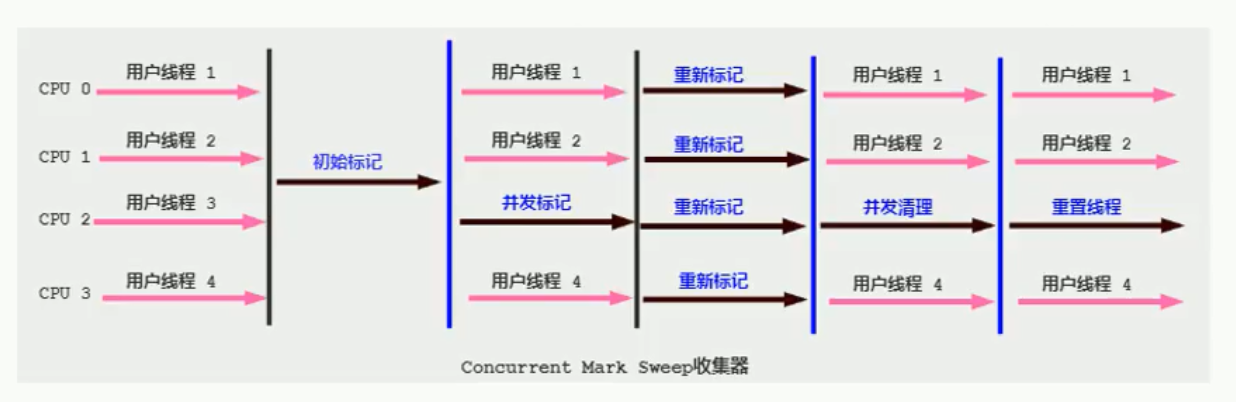 用户线程 1
用户线程 1
重新标记
用户线程 1
用户线程 1
CPU 0
用户线程 2
用户线程 2
重新标记
用户线程 2
用户线程 2
CPU 1
初始标记
用户线程 3
并发标记
重新标记
并发清理
重置线程
CPU 2
用户线程 4
用户线程 4
重新标记
用户线程 4
用户线程 4
CPU 3
Concurrent Mark Sweep收集器